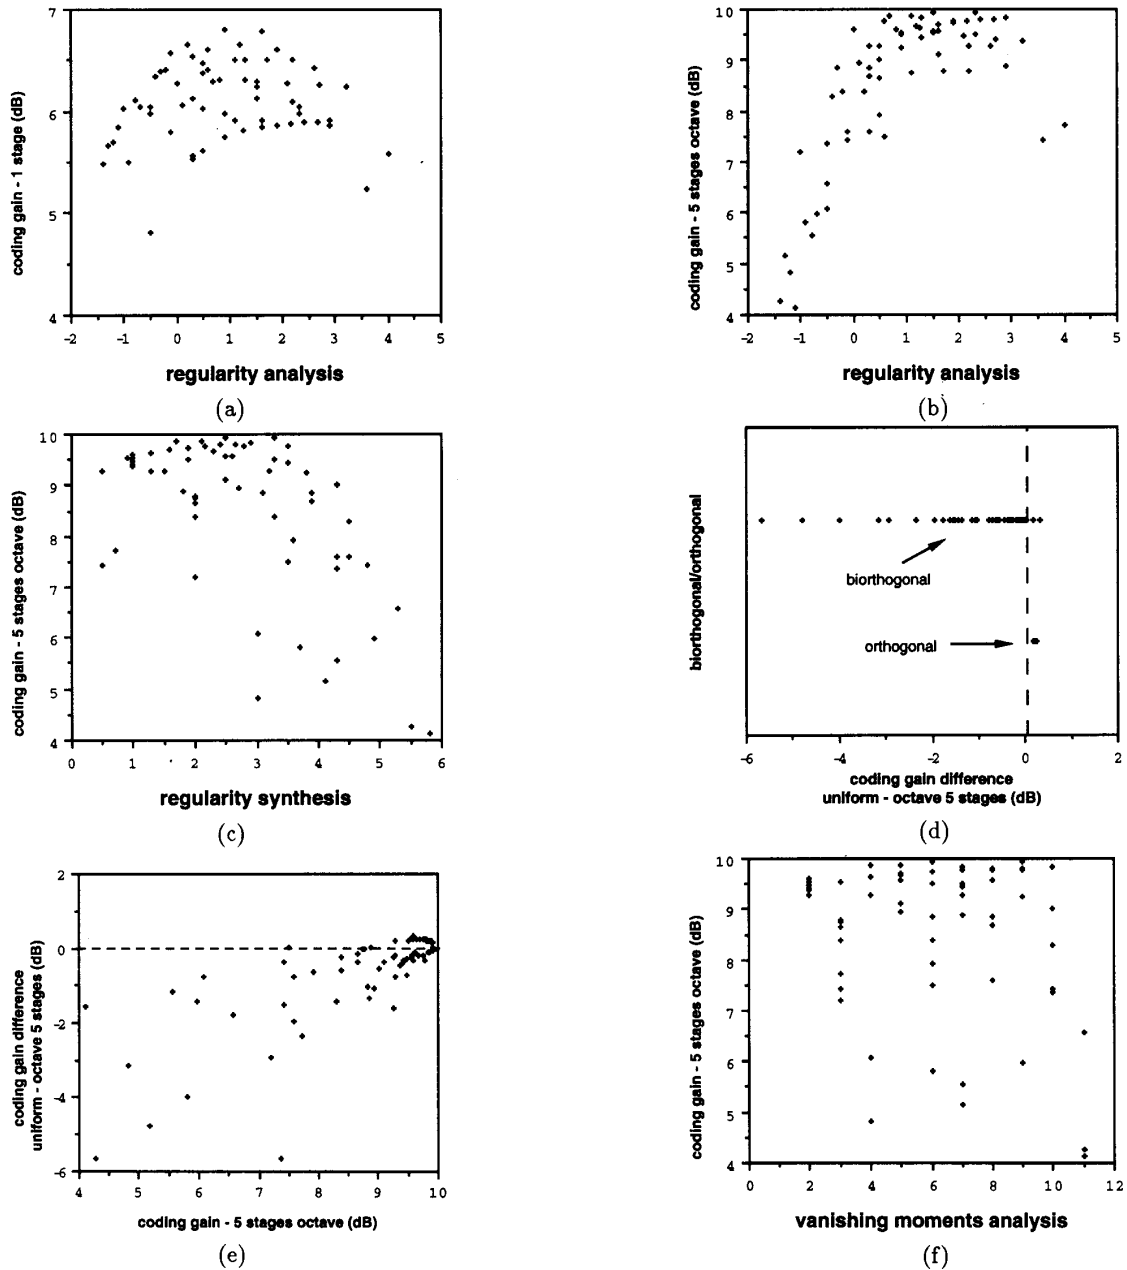 7
6
5
4
coding gain - 1 stage (dB)
-2 -1 0 1 2 3 4 5
regularity analysis
(a)
10
9
8
7
6
5
4
coding gain - 5 stages octave (dB)
-2 -1 0 1 2 3 4 5
regularity analysis
(b)
10
9
8
7
6
5
4
coding gain - 5 stages octave (dB)
0 1 2 3 4 5 6
regularity synthesis
(c)
biorthogonal/orthogonal
biorthogonal
orthogonal
-6 -4 -2 0 2
coding gain difference
uniform - octave 5 stages (dB)
(d)
2
0
-2
-4
-6
coding gain difference
uniform - octave 5 stages (dB)
4 5 6 7 8 9 10
coding gain - 5 stages octave (dB)
(e)
10
9
8
7
6
5
4
coding gain - 5 stages octave (dB)
0 2 4 6 8 10 12
vanishing moments analysis
(f)